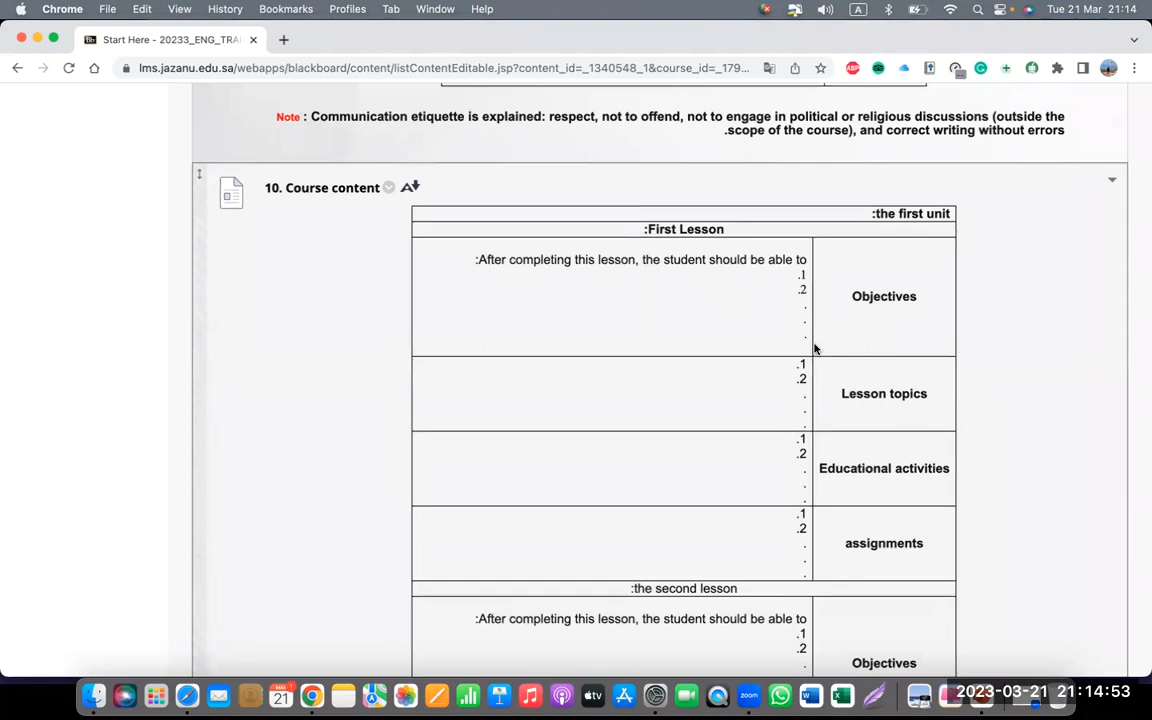 Chrome File Edit View History Bookmarks Profiles Tab Window Help
A
Tue 21 Mar 21:14
Start Here - 20233_ENG_TRA
lms.jazanu.edu.sa/webapps/blackboard/content/listContentEditable.jsp?content_id=_1340548_1&course_id=_179...
ABP
Note : Communication etiquette is explained: respect, not to offend, not to engage in political or religious discussions (outside the
.scope of the course), and correct writing without errors
10. Course content
:the first unit
:First Lesson
:After completing this lesson, the student should be able to
.1
.2
.
.
.
Objectives
.1
.2
.
.
.
Lesson topics
.1
.2
.
.
.
Educational activities
.1
.2
.
.
.
assignments
:the second lesson
:After completing this lesson, the student should be able to
.1
.2
.
Objectives
21
tv
zoom
W
X
2023-03-21 21:14:53